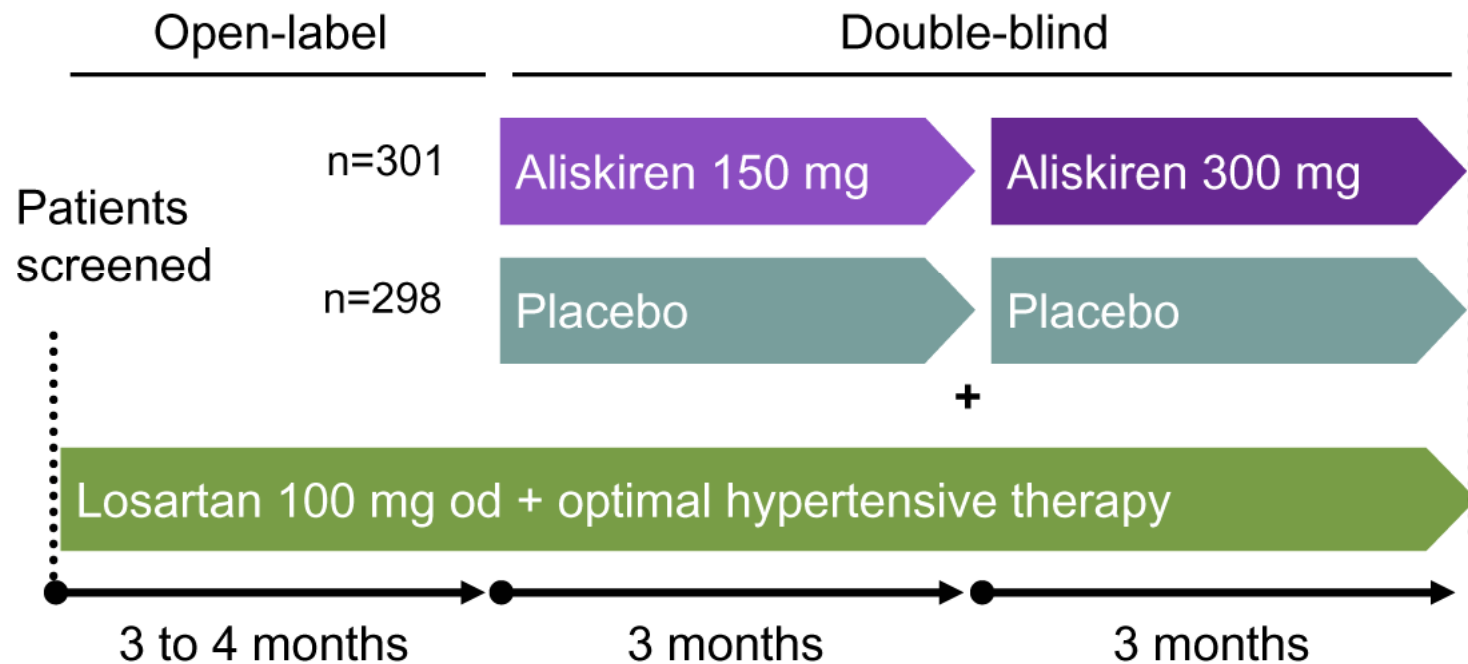 Open-label
Double-blind
n=301
Aliskiren 150 mg
Aliskiren 300 mg
Patients
screened
n=298
Placebo
Placebo
+
Losartan 100 mg od + optimal hypertensive therapy
3 to 4 months
3 months
3 months